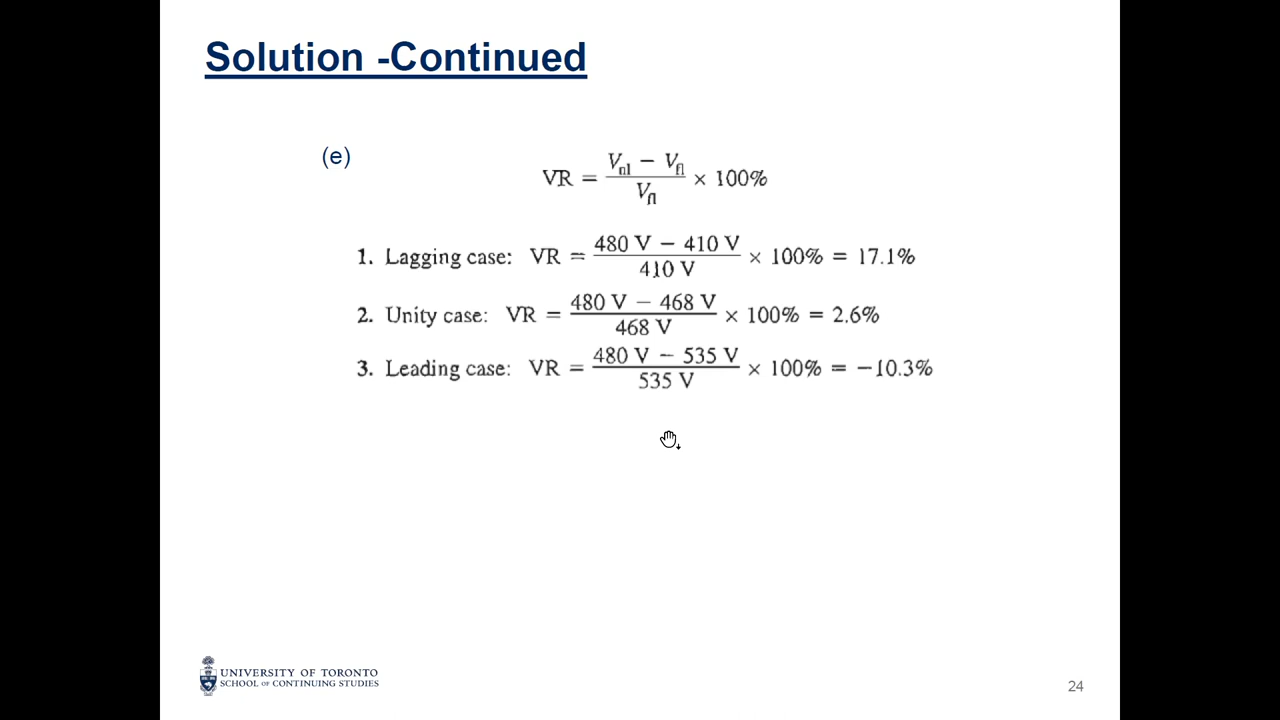 Solution -Continued
(e)
VR = (V_nl − V_fl) / V_fl × 100%
1. Lagging case: VR = (480 V − 410 V) / 410 V × 100% = 17.1%
2. Unity case: VR = (480 V − 468 V) / 468 V × 100% = 2.6%
3. Leading case: VR = (480 V − 535 V) / 535 V × 100% = −10.3%
UNIVERSITY OF TORONTO
SCHOOL OF CONTINUING STUDIES
24